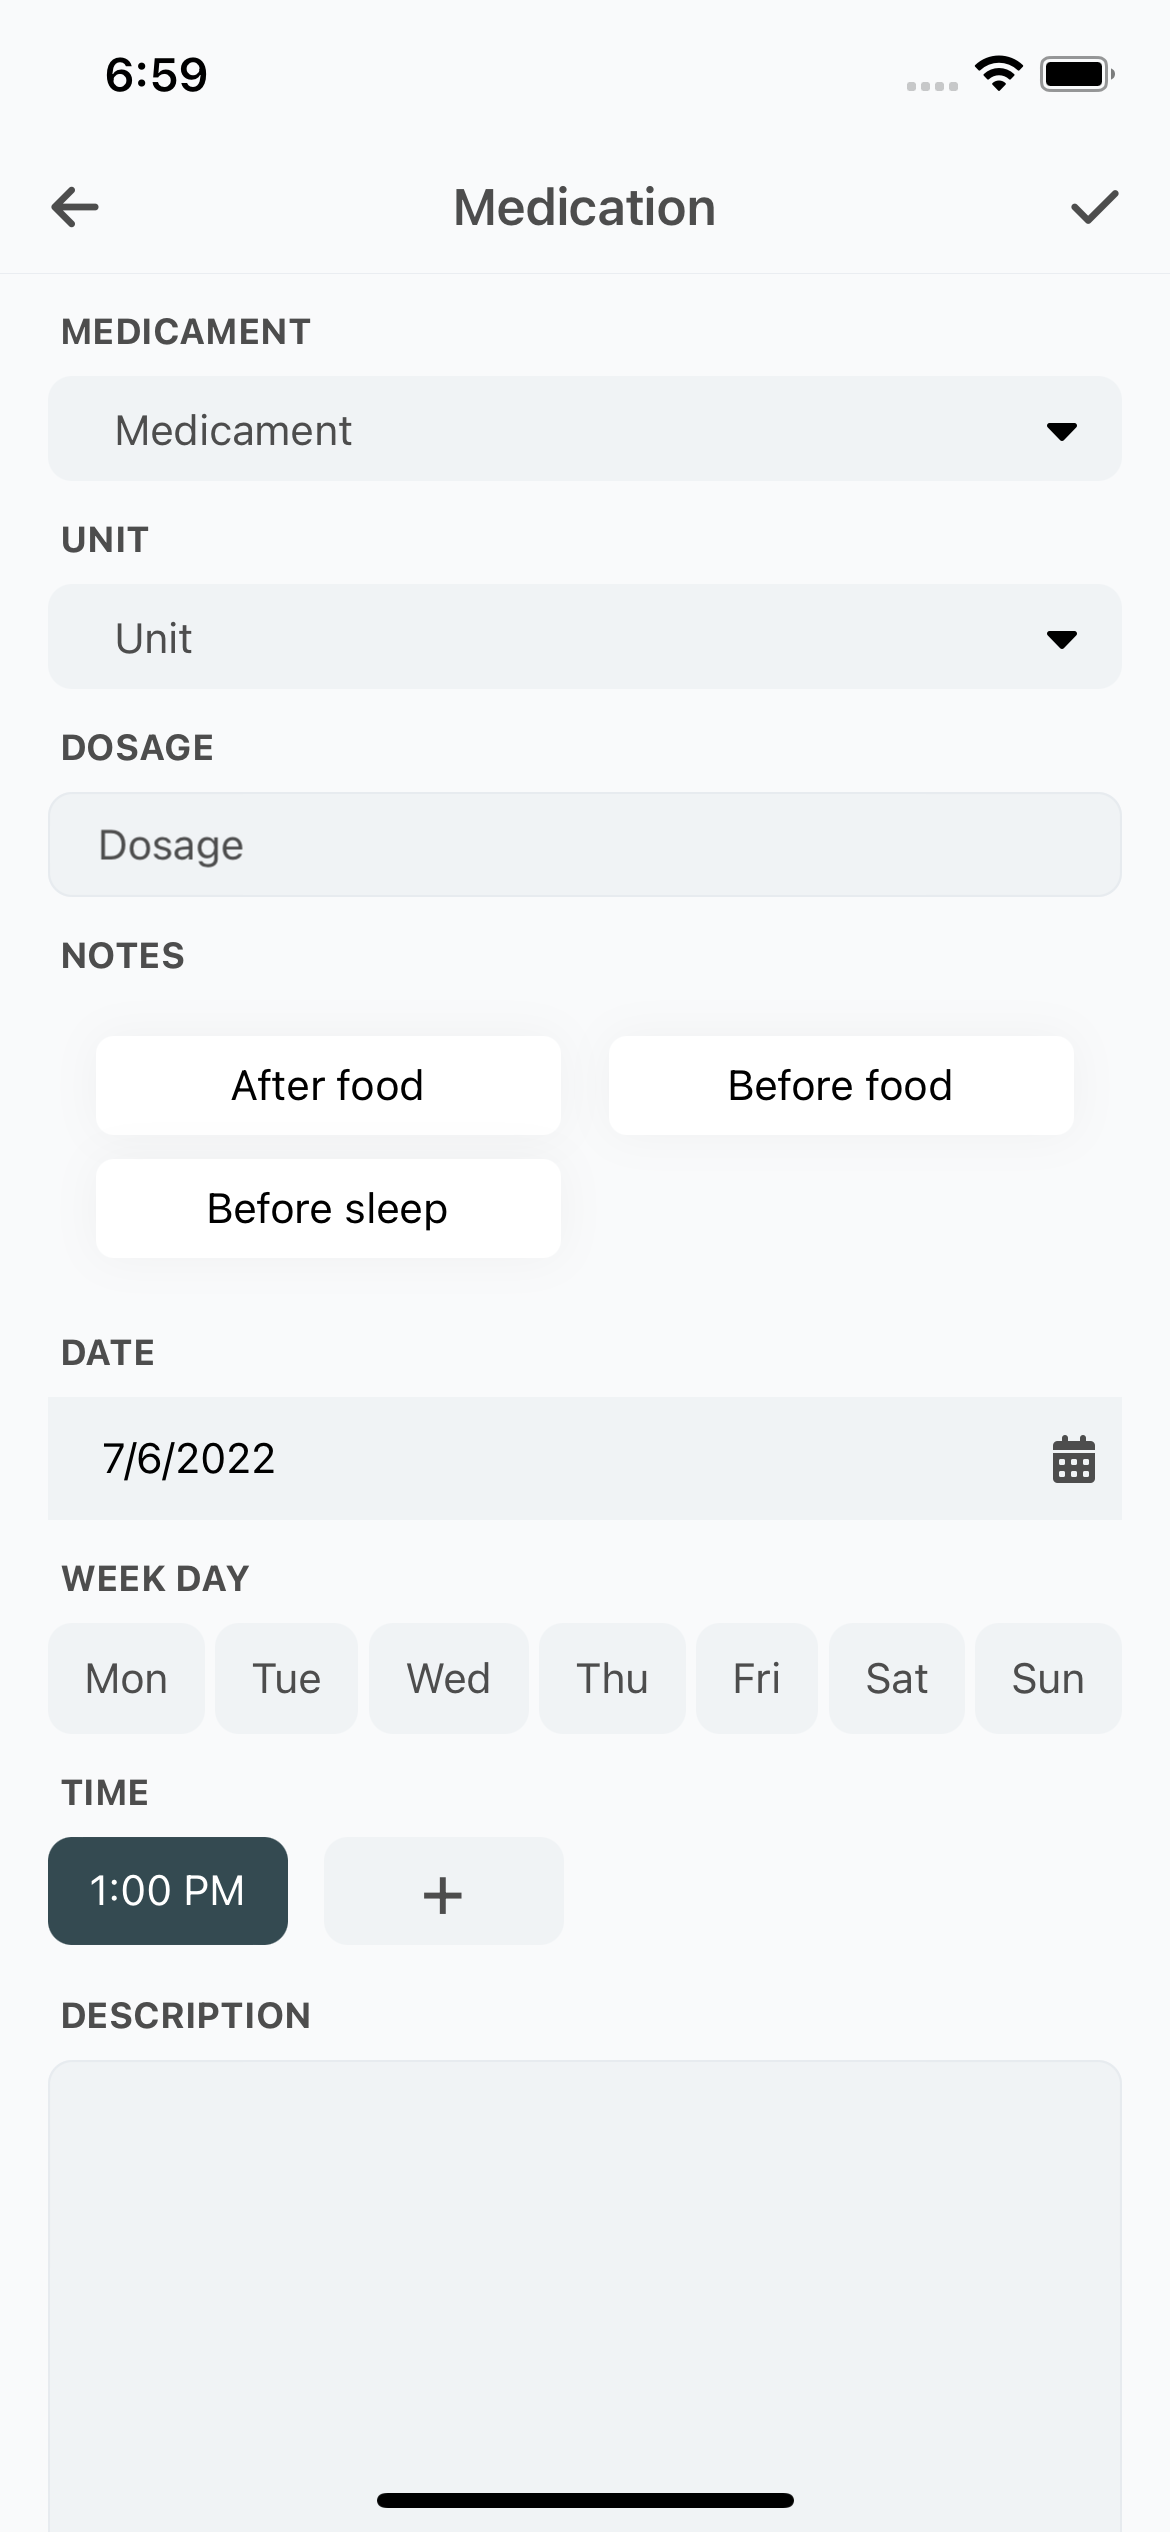 6:59
Medication
MEDICAMENT
Medicament
UNIT
Unit
DOSAGE
Dosage
NOTES
After food Before food
Before sleep
DATE
7/6/2022
WEEK DAY
Mon Tue Wed Thu Fri Sat Sun
TIME
1:00 PM +
DESCRIPTION